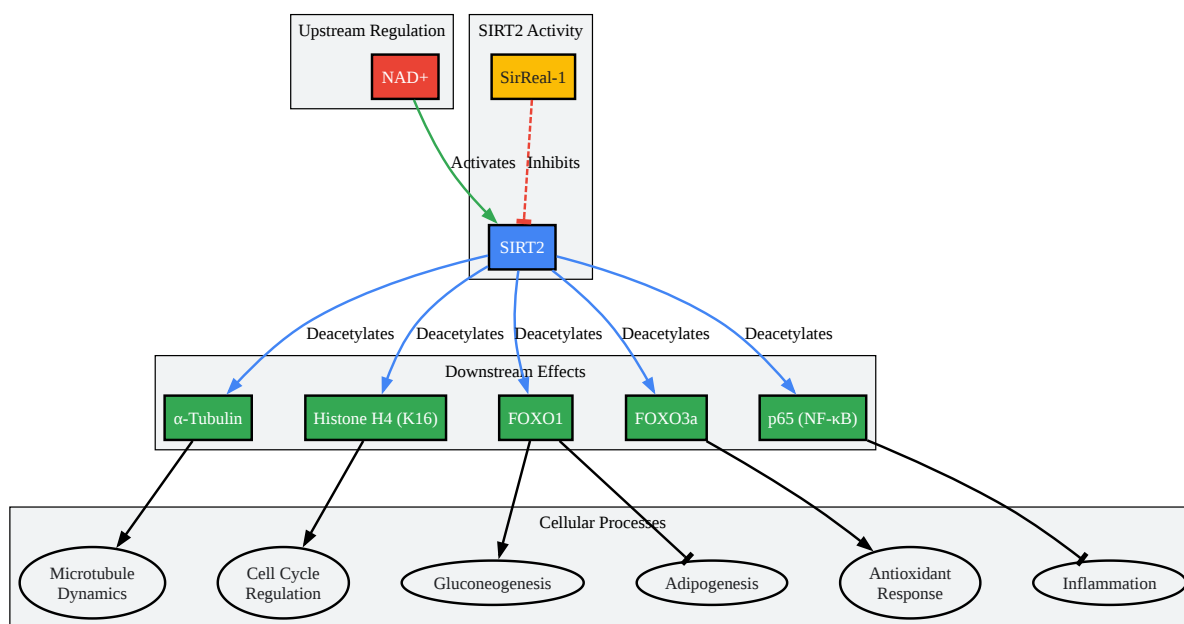 Upstream Regulation
SIRT2 Activity
NAD+
SirReal-1
Activates
Inhibits
SIRT2
Deacetylates
Deacetylates
Deacetylates
Deacetylates
Deacetylates
Downstream Effects
α-Tubulin
Histone H4 (K16)
FOXO1
FOXO3a
p65 (NF-κB)
Cellular Processes
Microtubule
Dynamics
Cell Cycle
Regulation
Gluconeogenesis
Adipogenesis
Antioxidant
Response
Inflammation